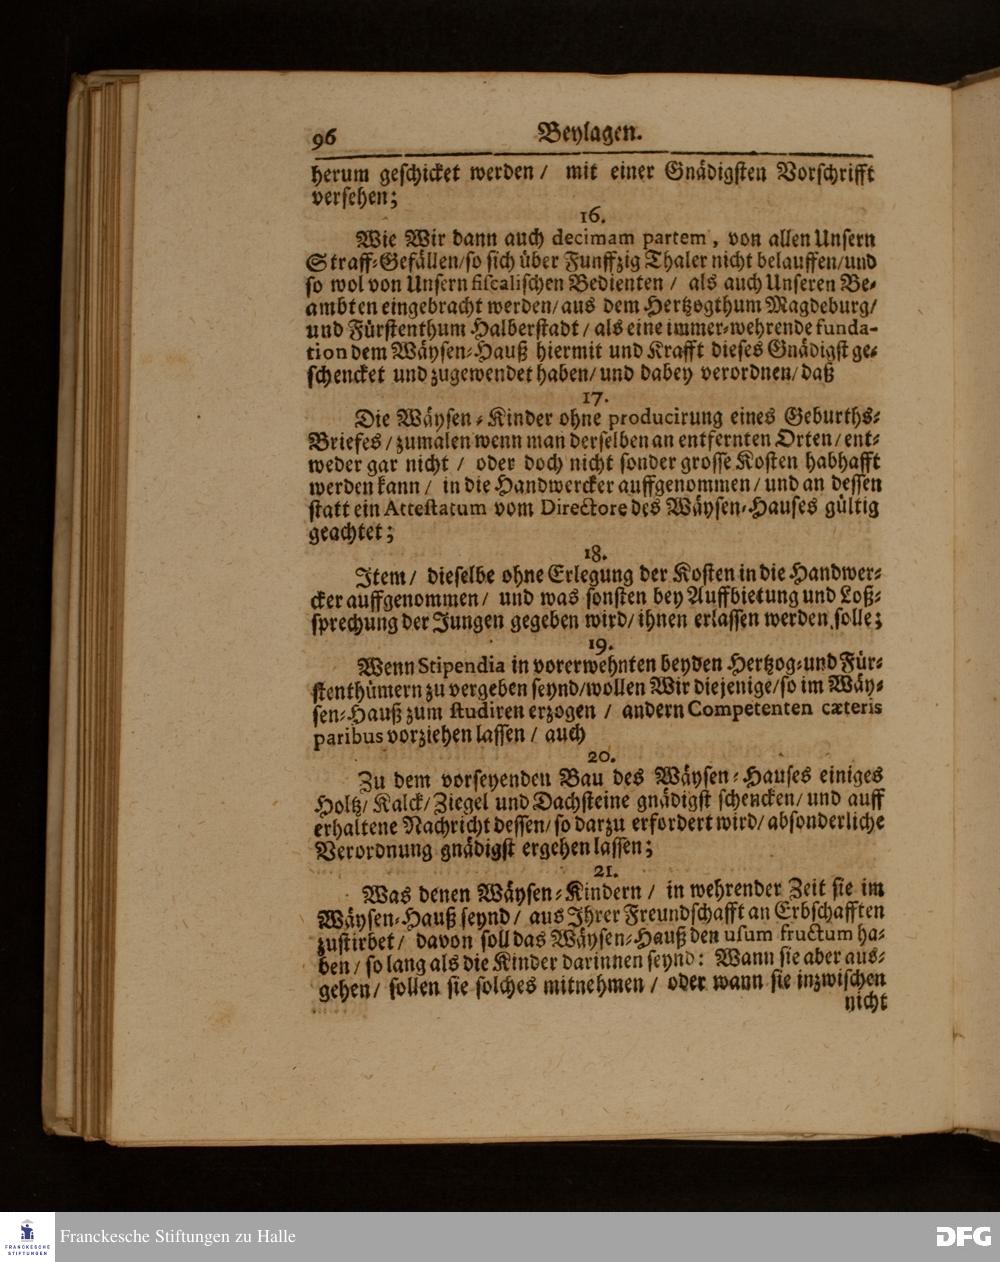 96 Beylagen.
herum geschicket werden / mit einer Gnädigsten Vorschrifft
versehen;
16.
Wie Wir dann auch decimam partem, von allen Unsern
Straff-Gefällen/so sich über Funffzig Thaler nicht belauffen/und
so wol von Unsern fiscalischen Bedienten / als auch Unseren Be-
ambten eingebracht werden/aus dem Hertzogthum Magdeburg/
und Fürstenthum Halberstadt / als eine immer-wehrende funda-
tion dem Wäysen-Hauß hiermit und Krafft dieses Gnädigst ge-
schencket und zugewendet haben/ und dabey verordnen/ daß
17.
Die Wäysen-Kinder ohne producirung eines Geburths-
Briefes / zumalen wenn man derselben an entfernten Orten/ ent-
weder gar nicht / oder doch nicht sonder grosse Kosten habhafft
werden kann / in die Handwercker auffgenommen / und an dessen
statt ein Attestatum vom Directore des Wäysen-Hauses gültig
geachtet;
18.
Item / dieselbe ohne Erlegung der Kosten in die Handwer-
cker auffgenommen / und was sonsten bey Auffbietung und Loß-
sprechung der Jungen gegeben wird/ ihnen erlassen werden solle;
19.
Wenn Stipendia in vorerwehnten beyden Hertzog-und Für-
stenthümern zu vergeben seynd/wollen Wir diejenige/so im Wäy-
sen-Hauß zum studiren erzogen / andern Competenten cæteris
paribus vorziehen lassen / auch
20.
Zu dem vorseyenden Bau des Wäysen-Hauses einiges
Holtz/ Kalck/ Ziegel und Dachsteine gnädigst schencken/ und auff
erhaltene Nachricht dessen/ so darzu erfordert wird/ absonderliche
Verordnung gnädigst ergehen lassen;
21.
Was denen Wäysen-Kindern / in wehrender Zeit sie im
Wäysen-Hauß seynd / aus Ihrer Freundschafft an Erbschafften
zustirbet / davon soll das Wäysen-Hauß den usum fructum ha-
ben / so lang als die Kinder darinnen seynd: Wann sie aber aus-
gehen/ sollen sie solches mitnehmen / oder wann sie inzwischen
nicht
FRANCKESCHE
STIFTUNGEN
Franckesche Stiftungen zu Halle
DFG